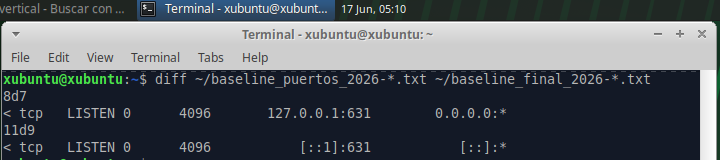 vertical - Buscar con ... Terminal - xubuntu@xubunt... 17 Jun, 05:10
Terminal - xubuntu@xubuntu: ~
File Edit View Terminal Tabs Help
xubuntu@xubuntu:~$ diff ~/baseline_puertos_2026-*.txt ~/baseline_final_2026-*.txt
8d7
< tcp   LISTEN 0      4096       127.0.0.1:631       0.0.0.0:*
11d9
< tcp   LISTEN 0      4096           [::1]:631          [::]:*